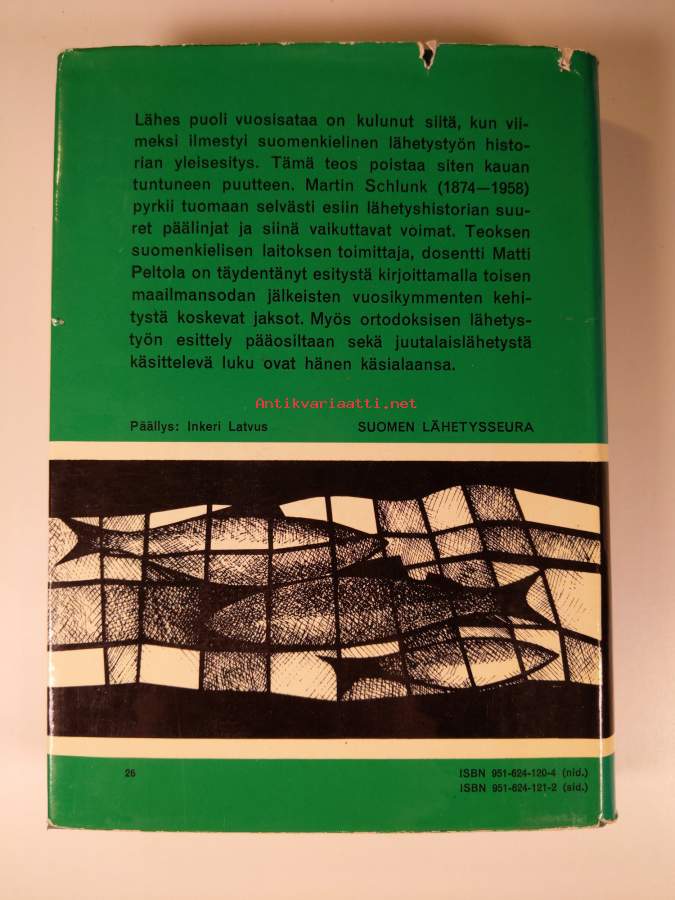 Lähes puoli vuosisataa on kulunut siitä, kun vii-
meksi ilmestyi suomenkielinen lähetystyön histo-
rian yleisesitys. Tämä teos poistaa siten kauan
tuntuneen puutteen. Martin Schlunk (1874—1958)
pyrkii tuomaan selvästi esiin lähetyshistorian suu-
ret päälinjat ja siinä vaikuttavat voimat. Teoksen
suomenkielisen laitoksen toimittaja, dosentti Matti
Peltola on täydentänyt esitystä kirjoittamalla toisen
maailmansodan jälkeisten vuosikymmenten kehi-
tystä koskevat jaksot. Myös ortodoksisen lähetys-
työn esittely pääosiltaan sekä juutalaislähetystä
käsittelevä luku ovat hänen käsialaansa.
Antikvariaatti.net
Päällys: Inkeri Latvus SUOMEN LÄHETYSSEURA
26 ISBN 951-624-120-4 (nid.)
ISBN 951-624-121-2 (sid.)